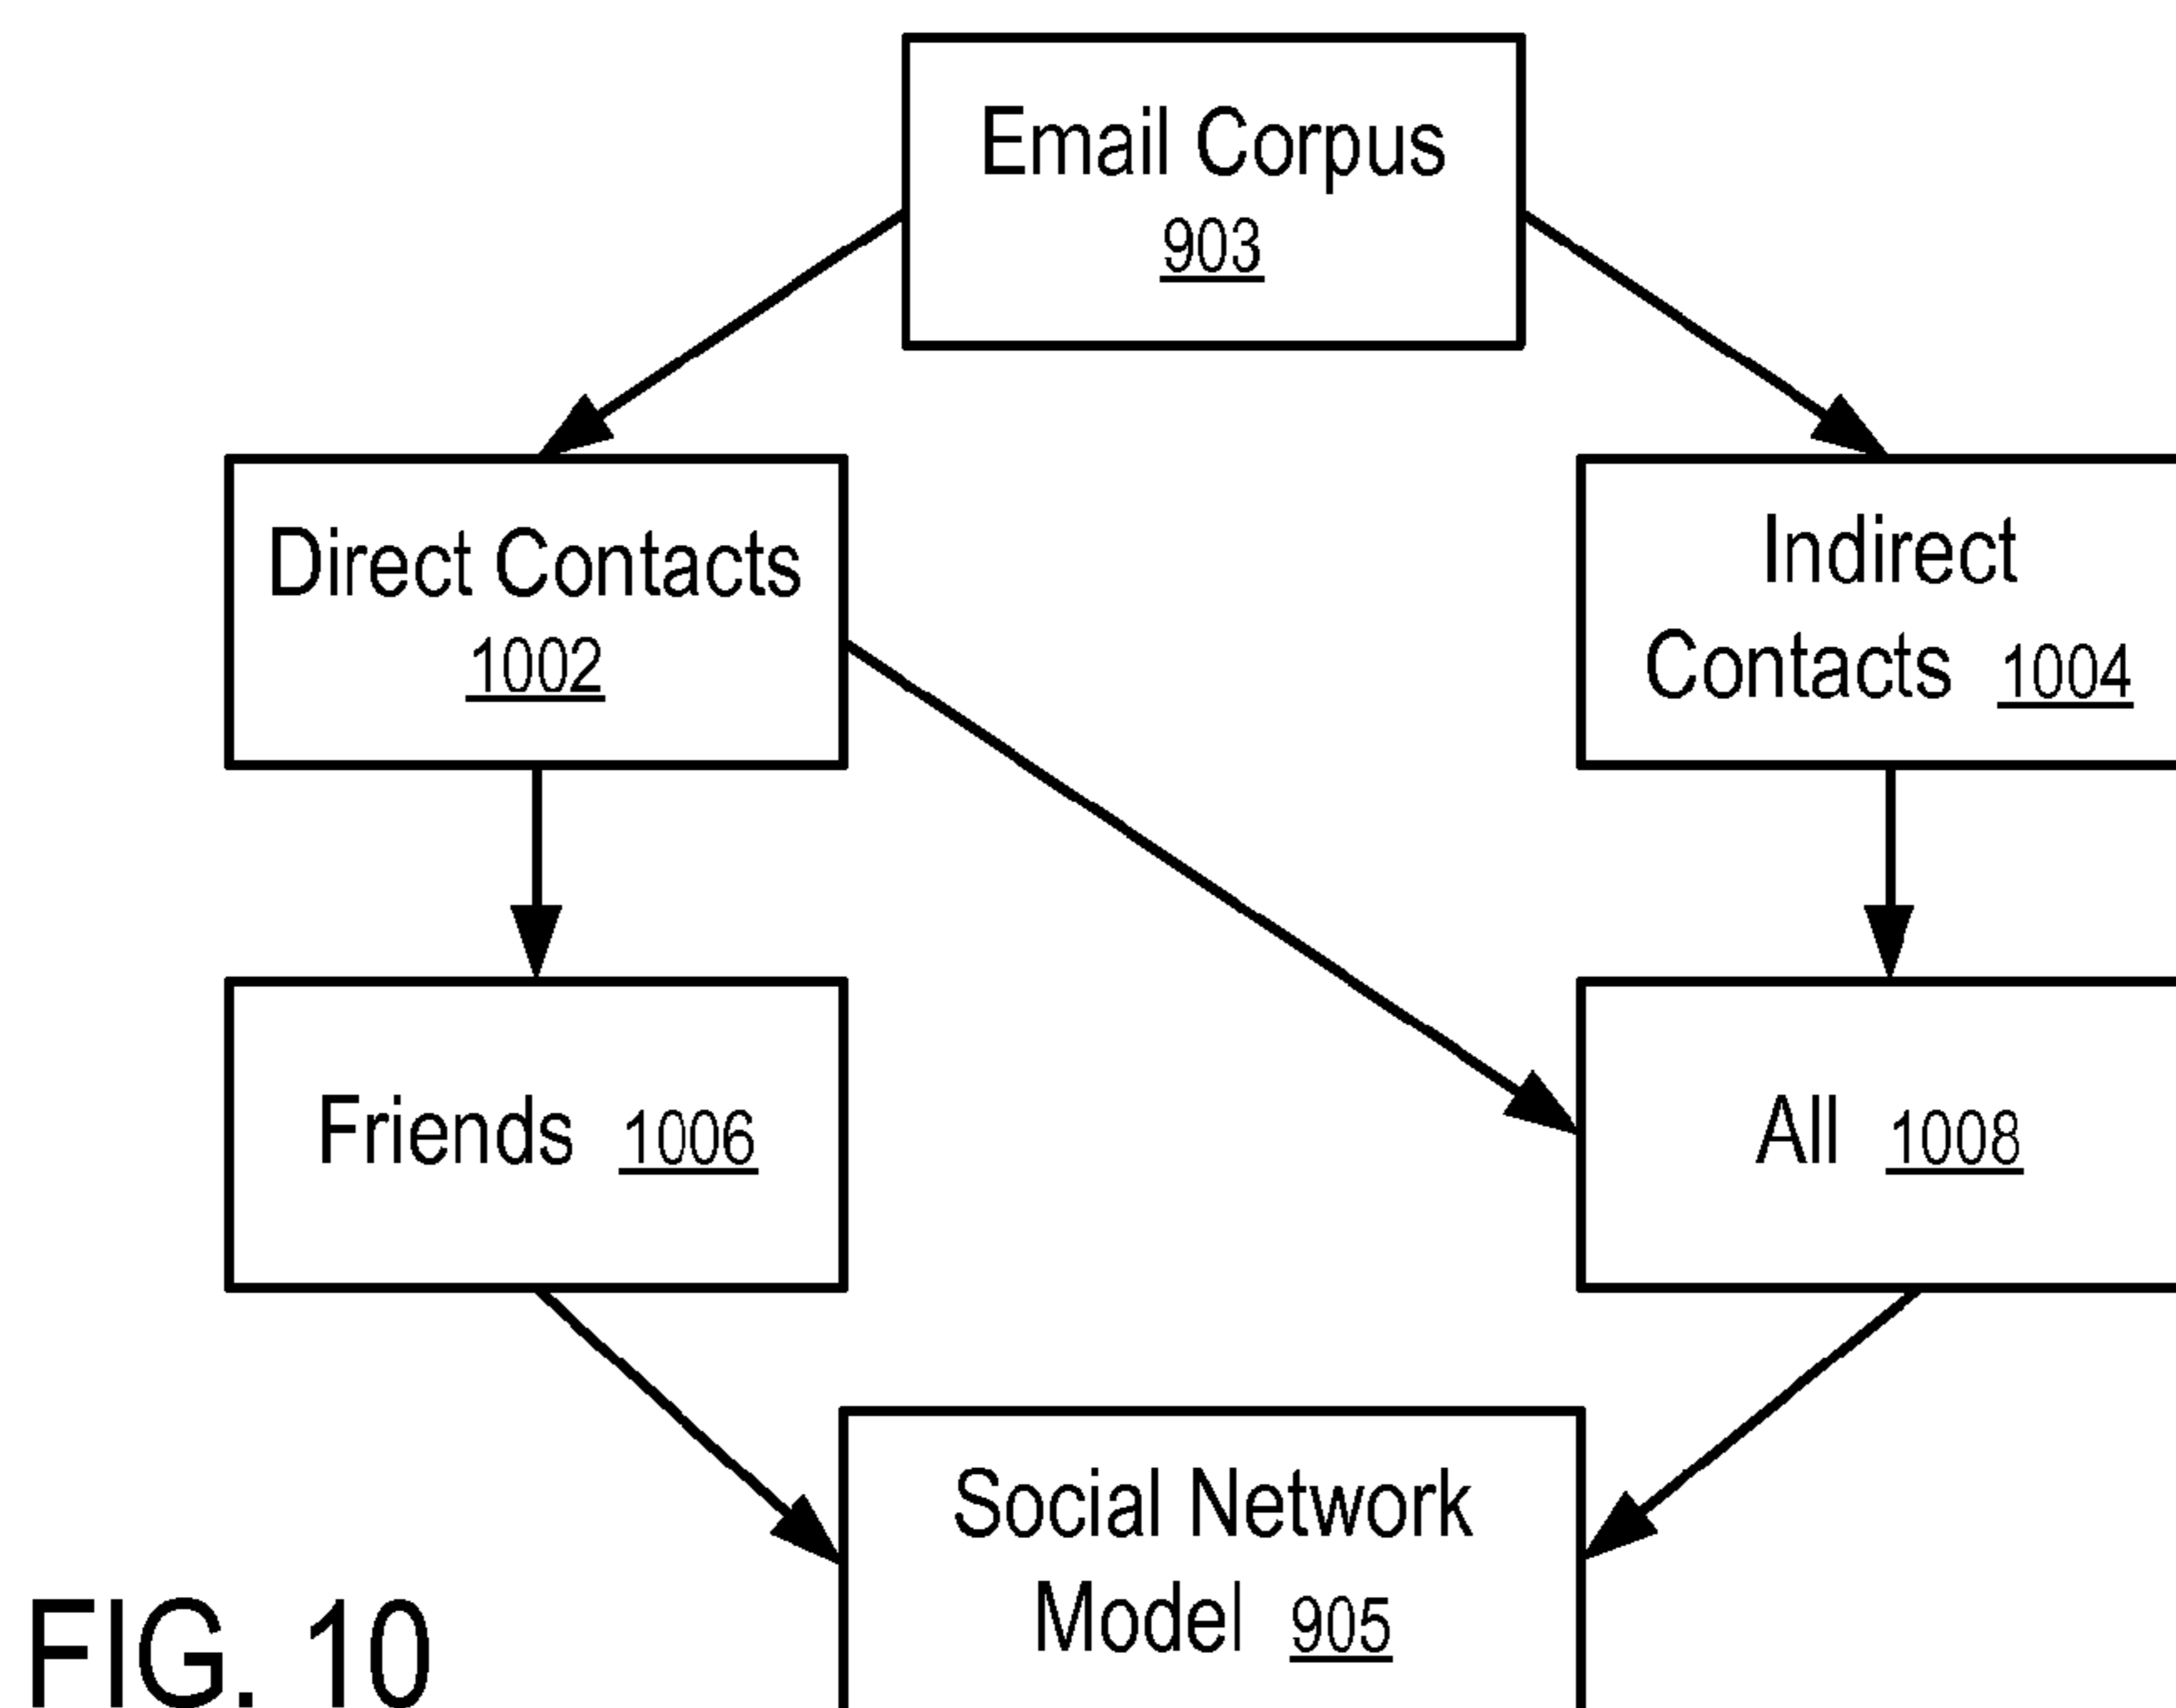 Email Corpus
903
Direct Contacts
1002
Indirect
Contacts 1004
Friends 1006
All 1008
Social Network
Model 905
FIG. 10